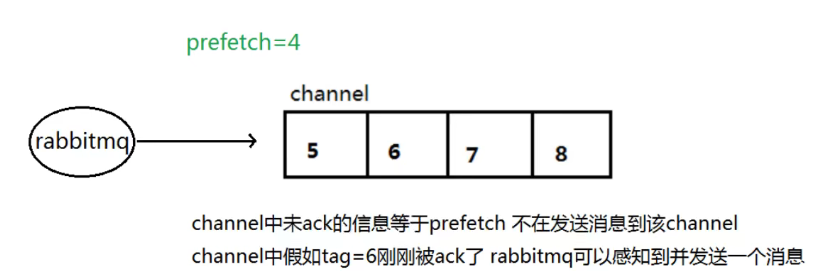 prefetch=4
channel
rabbitmq
5 6 7 8
channel中未ack的信息等于prefetch 不在发送消息到该channel
channel中假如tag=6刚刚被ack了 rabbitmq可以感知到并发送一个消息